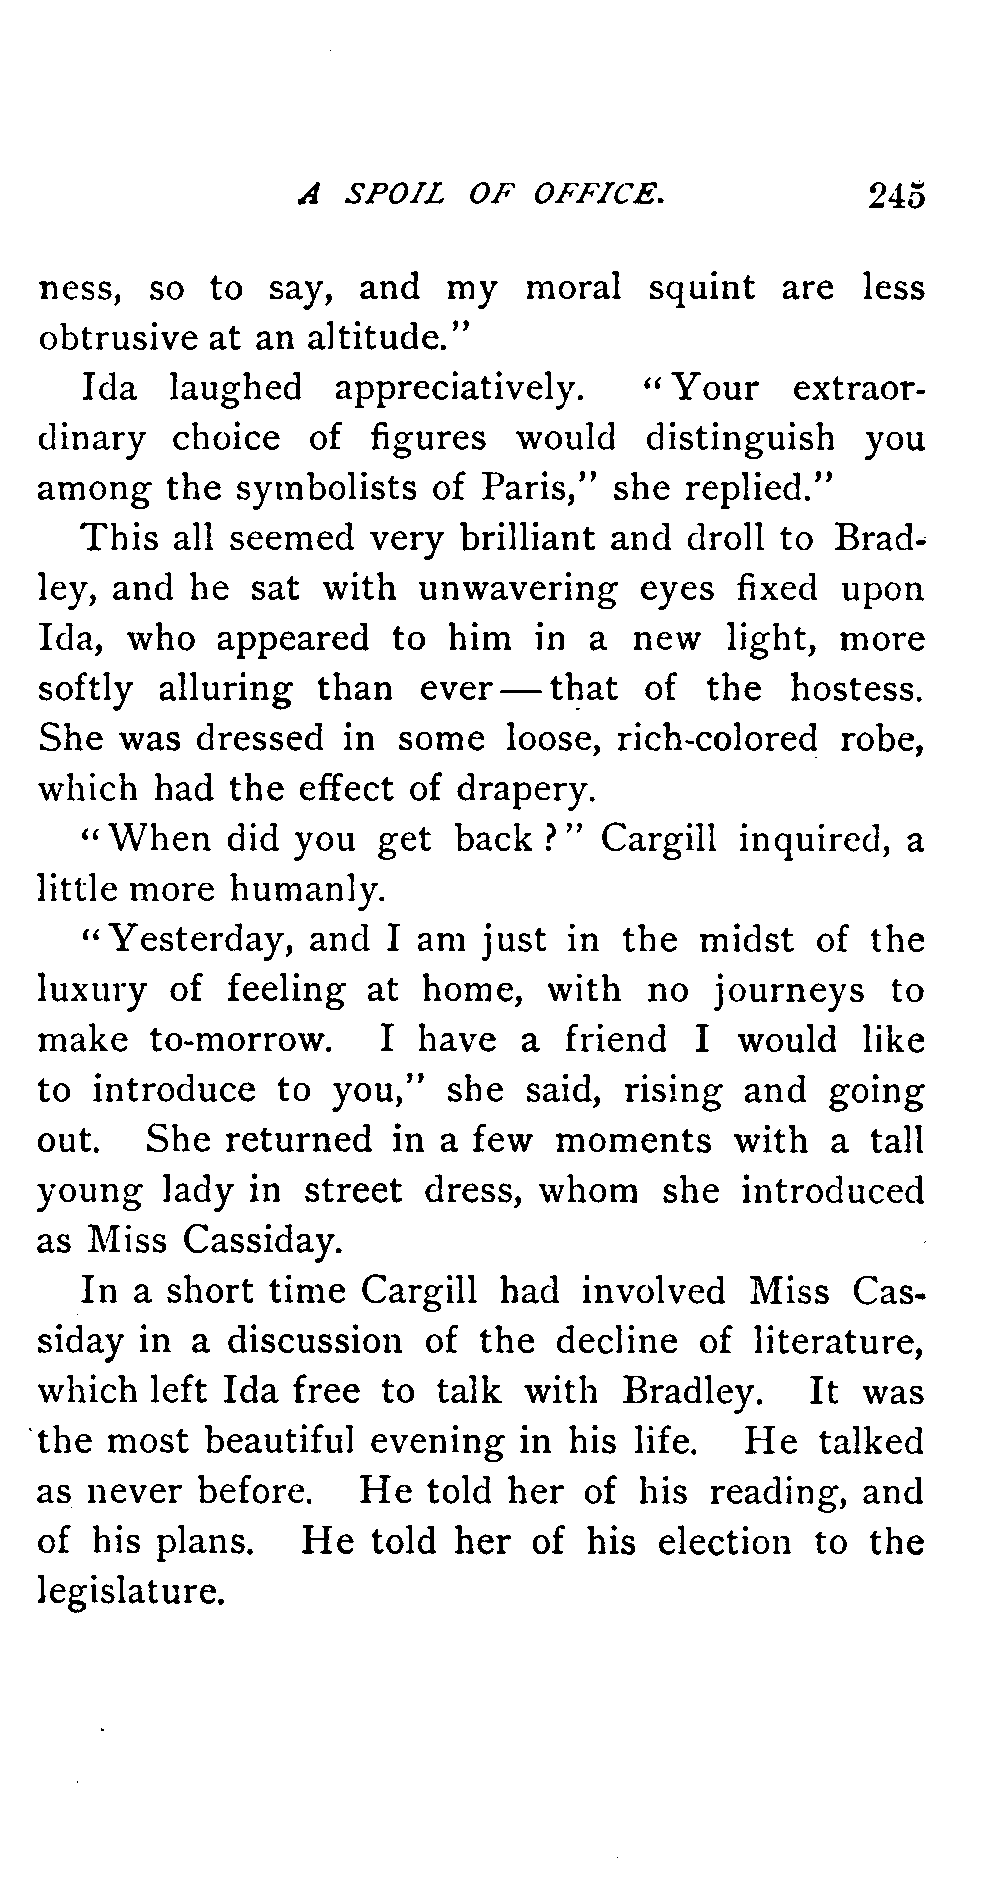 A SPOIL OF OFFICE. 245
ness, so to say, and my moral squint are less
obtrusive at an altitude."
Ida laughed appreciatively. "Your extraor-
dinary choice of figures would distinguish you
among the symbolists of Paris," she replied."
This all seemed very brilliant and droll to Brad-
ley, and he sat with unwavering eyes fixed upon
Ida, who appeared to him in a new light, more
softly alluring than ever—that of the hostess.
She was dressed in some loose, rich-colored robe,
which had the effect of drapery.
"When did you get back?" Cargill inquired, a
little more humanly.
"Yesterday, and I am just in the midst of the
luxury of feeling at home, with no journeys to
make to-morrow. I have a friend I would like
to introduce to you," she said, rising and going
out. She returned in a few moments with a tall
young lady in street dress, whom she introduced
as Miss Cassiday.
In a short time Cargill had involved Miss Cas-
siday in a discussion of the decline of literature,
which left Ida free to talk with Bradley. It was
the most beautiful evening in his life. He talked
as never before. He told her of his reading, and
of his plans. He told her of his election to the
legislature.